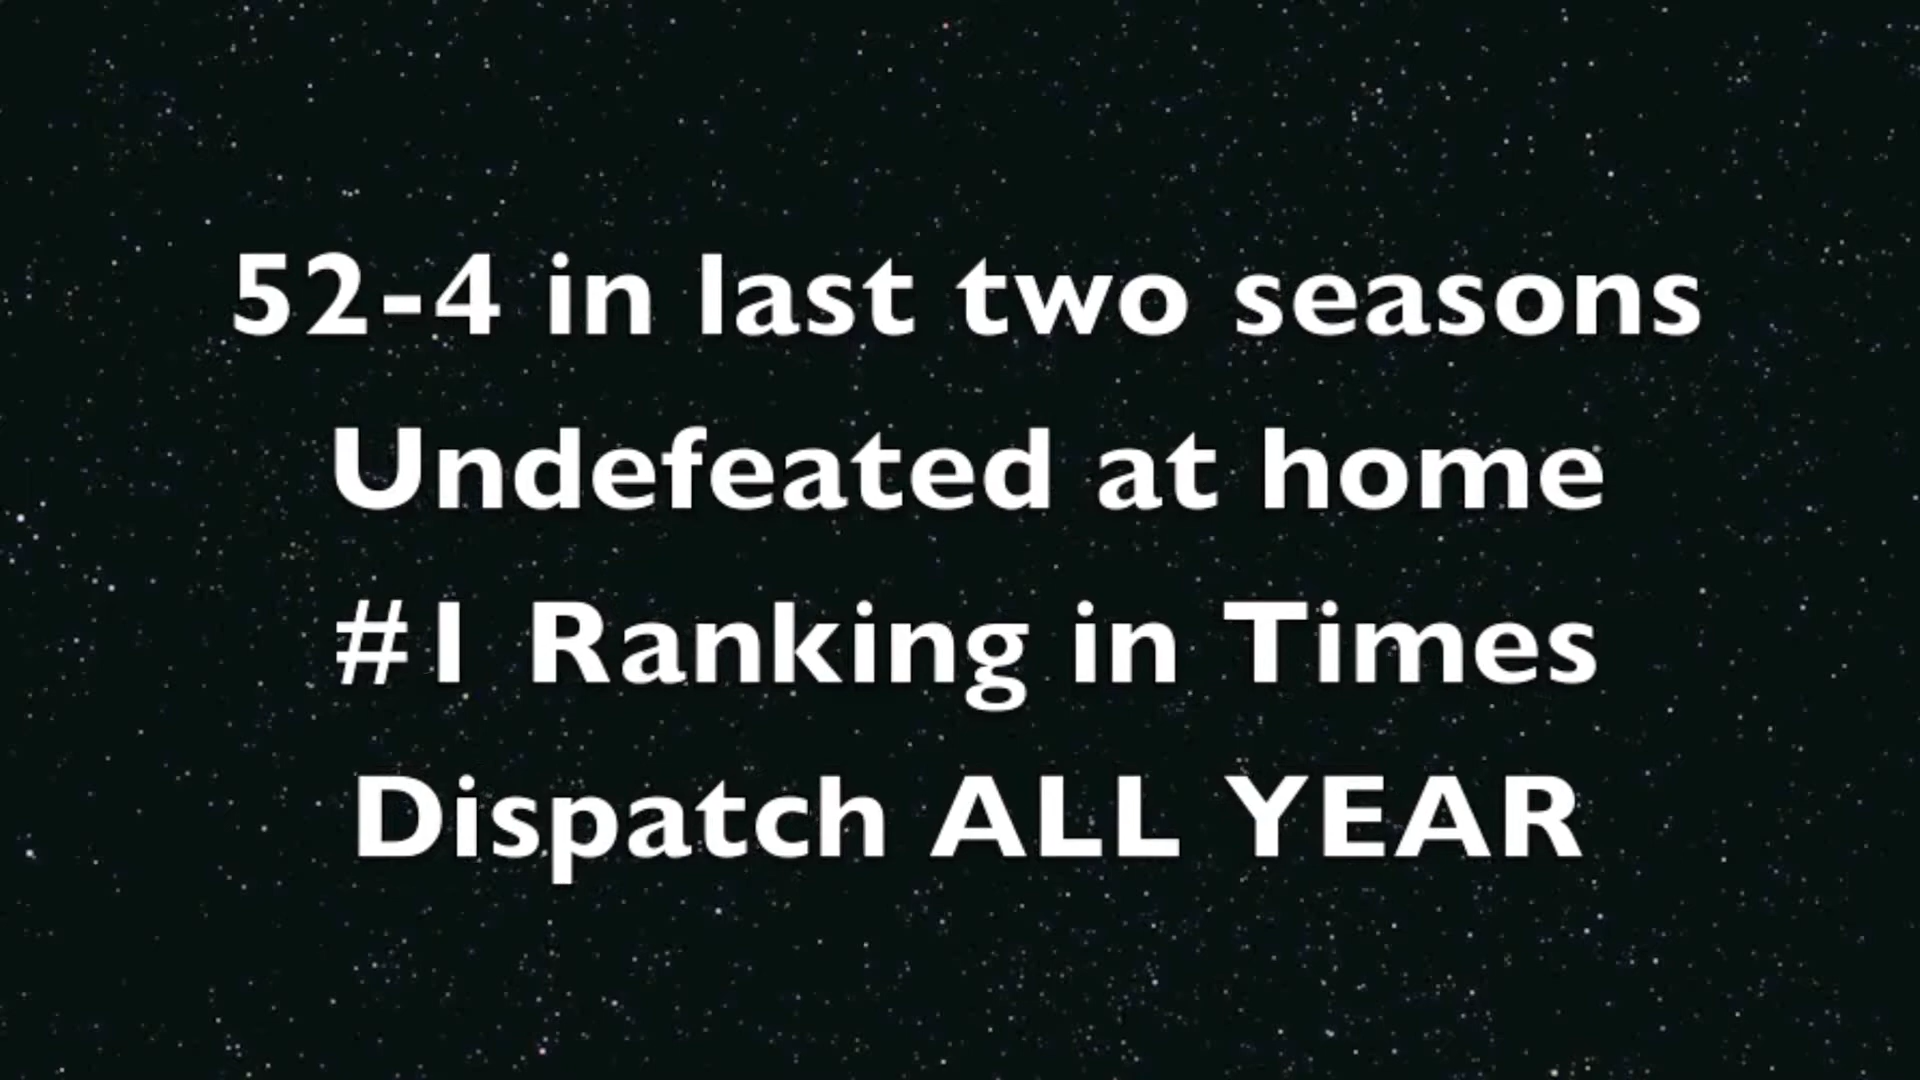 52-4 in last two seasons
Undefeated at home
#1 Ranking in Times
Dispatch ALL YEAR